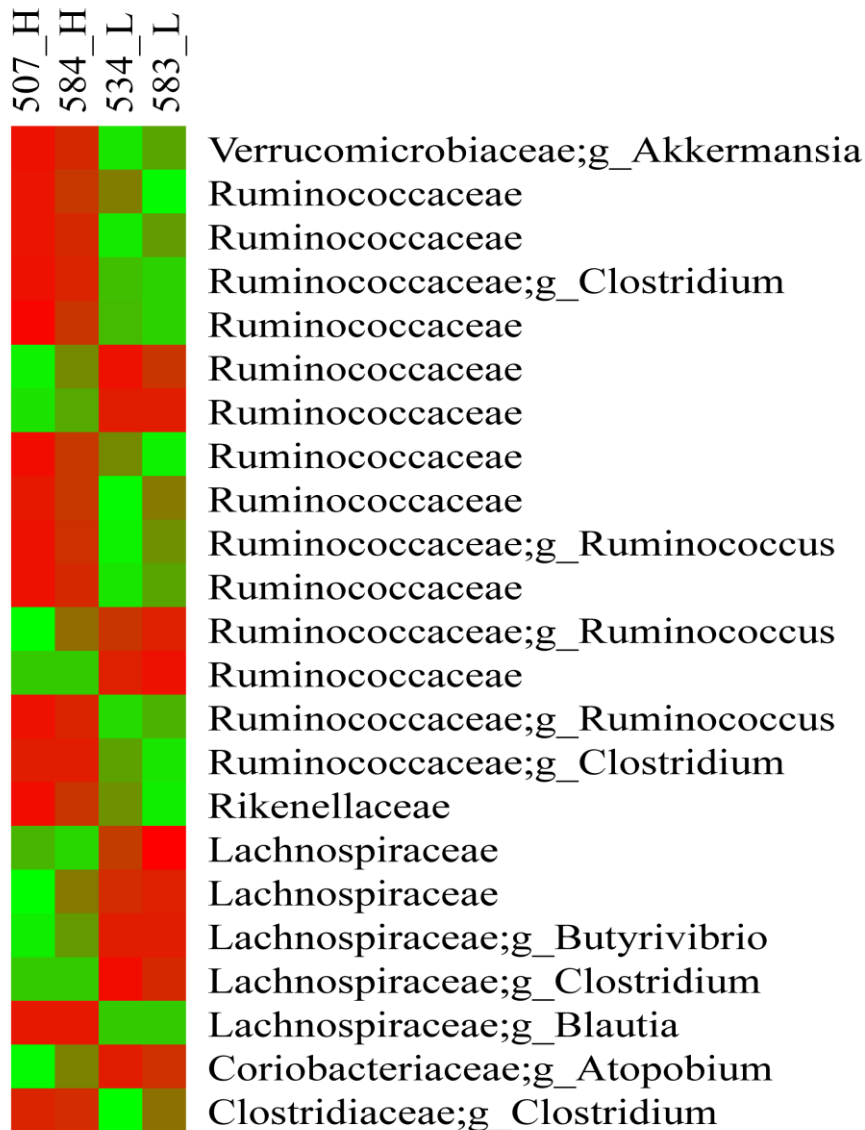 507_H
584_H
534_L
583_L
Verrucomicrobiaceae;g_Akkermansia
Ruminococcaceae
Ruminococcaceae
Ruminococcaceae;g_Clostridium
Ruminococcaceae
Ruminococcaceae
Ruminococcaceae
Ruminococcaceae
Ruminococcaceae
Ruminococcaceae;g_Ruminococcus
Ruminococcaceae
Ruminococcaceae;g_Ruminococcus
Ruminococcaceae
Ruminococcaceae;g_Ruminococcus
Ruminococcaceae;g_Clostridium
Rikenellaceae
Lachnospiraceae
Lachnospiraceae
Lachnospiraceae;g_Butyrivibrio
Lachnospiraceae;g_Clostridium
Lachnospiraceae;g_Blautia
Coriobacteriaceae;g_Atopobium
Clostridiaceae;g_Clostridium